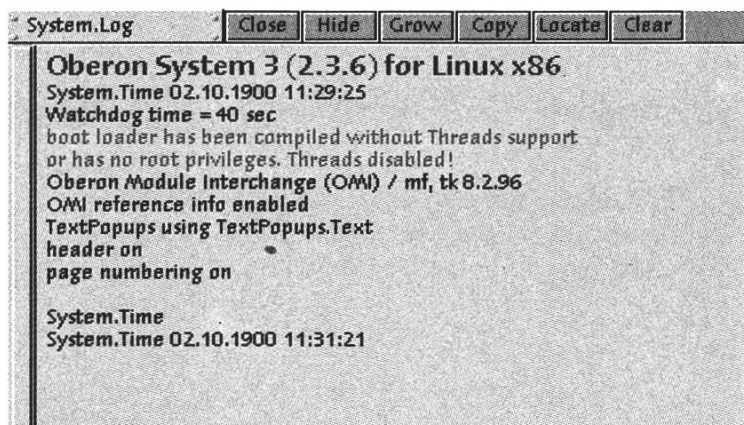 System.Log Close Hide Grow Copy Locate Clear
Oberon System 3 (2.3.6) for Linux x86
System.Time 02.10.1900 11:29:25
Watchdog time = 40 sec
boot loader has been compiled without Threads support
or has no root privileges. Threads disabled!
Oberon Module Interchange (OMI) / mf, tk 8.2.96
OMI reference info enabled
TextPopups using TextPopups.Text
header on
page numbering on
System.Time
System.Time 02.10.1900 11:31:21